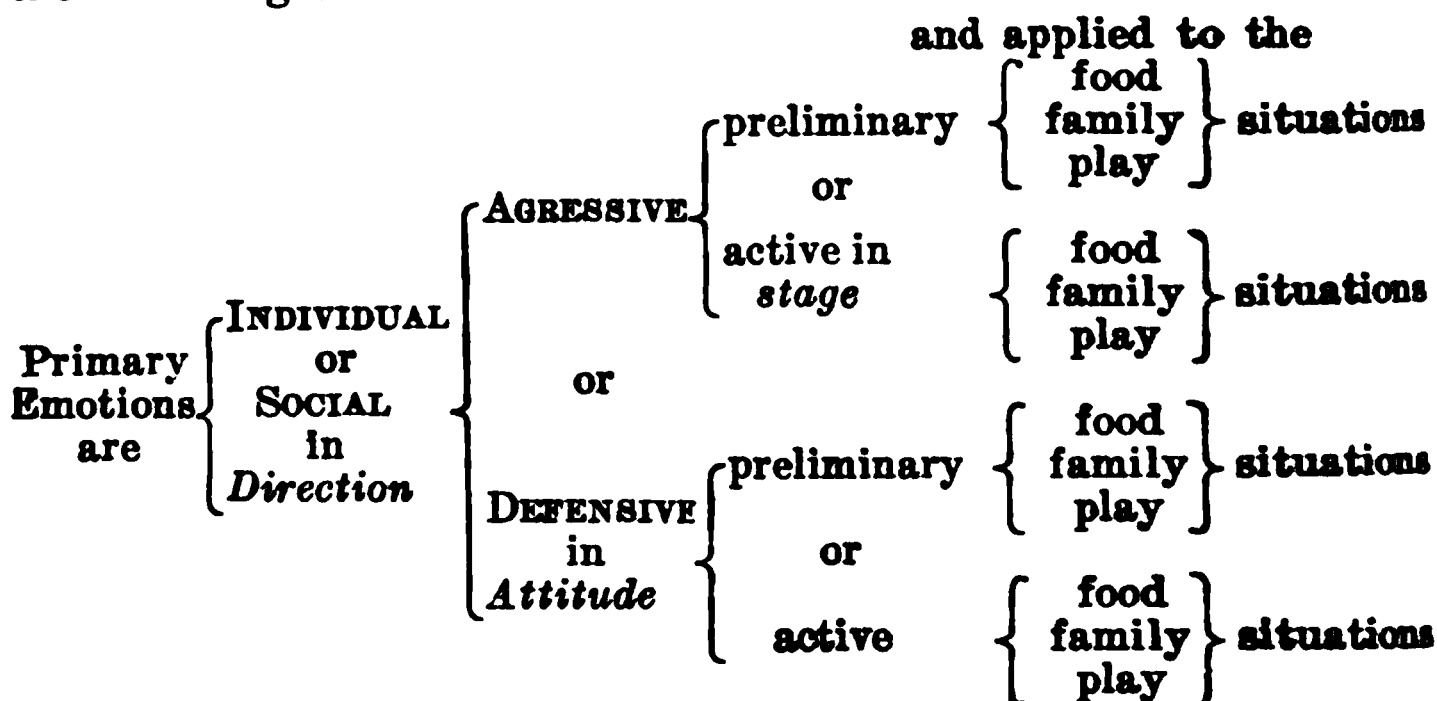 and applied to the
food
preliminary family situations
play
or
AGRESSIVE
active in food
stage family situations
play
INDIVIDUAL
Primary or
Emotions SOCIAL or
are in
Direction
food
preliminary family situations
play
DEFENSIVE
in or
Attitude
food
active family situations
play